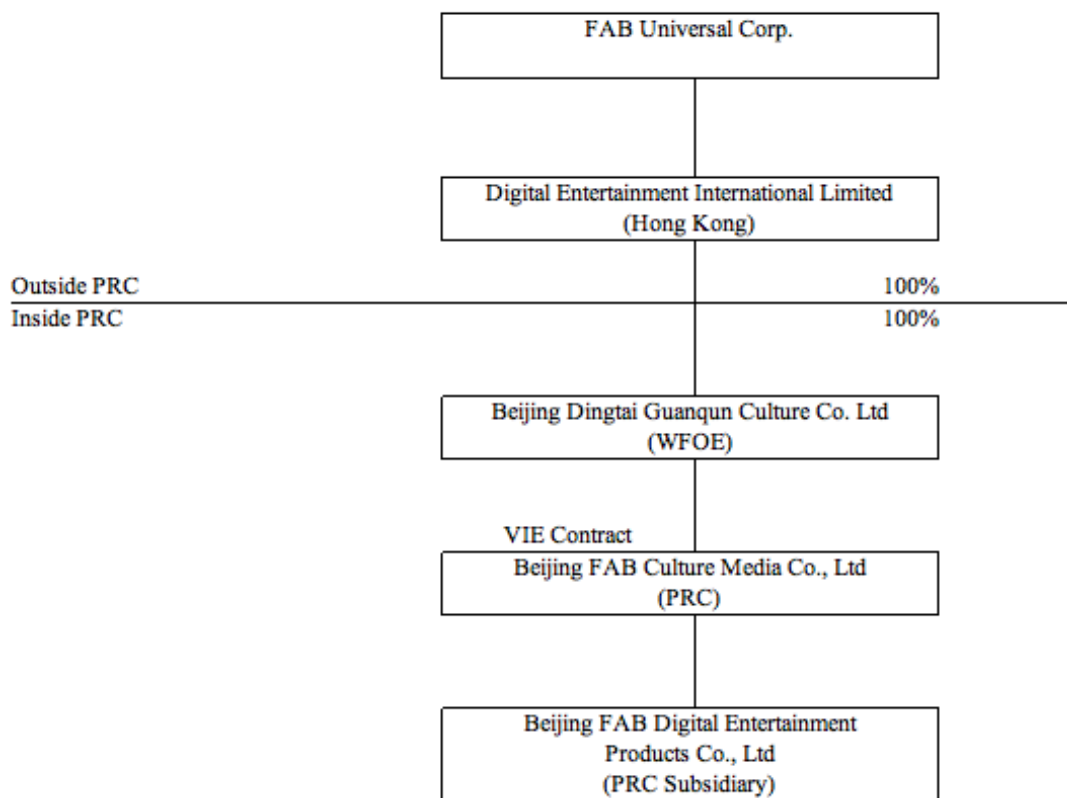 FAB Universal Corp.
Digital Entertainment International Limited
(Hong Kong)
Outside PRC 100%
Inside PRC 100%
Beijing Dingtai Guanqun Culture Co. Ltd
(WFOE)
VIE Contract
Beijing FAB Culture Media Co., Ltd
(PRC)
Beijing FAB Digital Entertainment
Products Co., Ltd
(PRC Subsidiary)